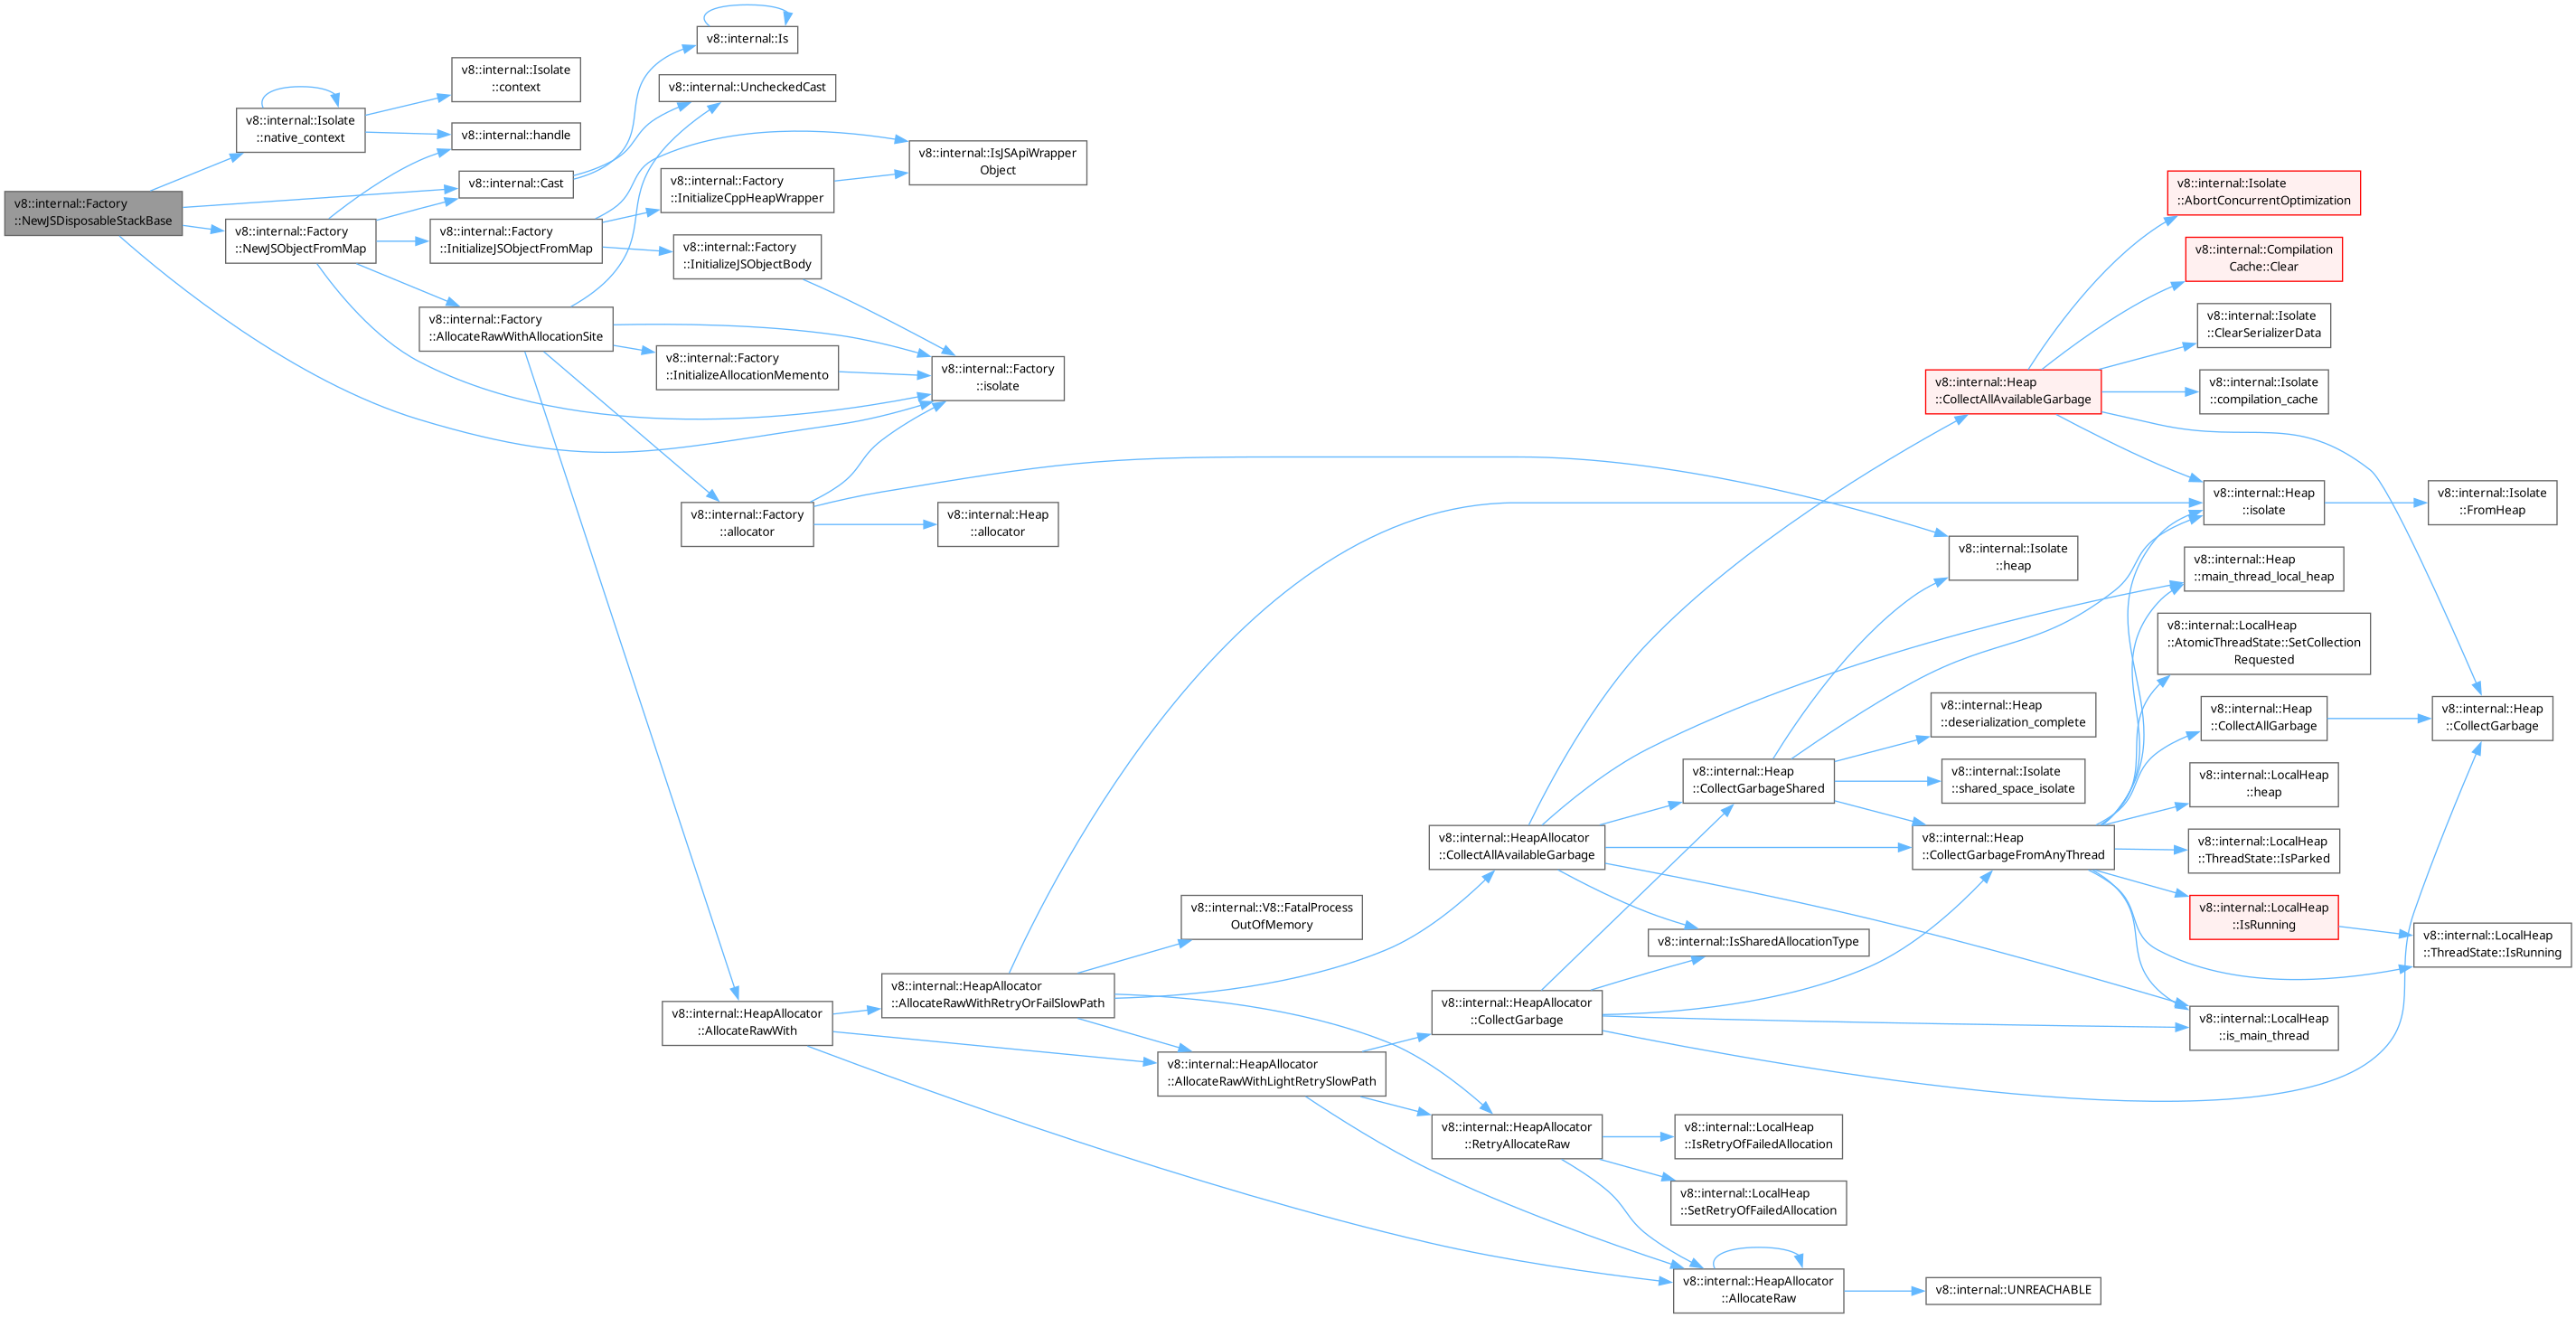 v8::internal::Factory
::NewJSDisposableStackBase
v8::internal::Isolate
::native_context
v8::internal::Isolate
::context
v8::internal::handle
v8::internal::Cast
v8::internal::Factory
::NewJSObjectFromMap
v8::internal::Is
v8::internal::UncheckedCast
v8::internal::Factory
::InitializeJSObjectFromMap
v8::internal::Factory
::InitializeCppHeapWrapper
v8::internal::IsJSApiWrapper
Object
v8::internal::Factory
::InitializeJSObjectBody
v8::internal::Factory
::AllocateRawWithAllocationSite
v8::internal::Factory
::InitializeAllocationMemento
v8::internal::Factory
::isolate
v8::internal::Factory
::allocator
v8::internal::Heap
::allocator
v8::internal::Isolate
::heap
v8::internal::HeapAllocator
::AllocateRawWith
v8::internal::HeapAllocator
::AllocateRawWithRetryOrFailSlowPath
v8::internal::V8::FatalProcess
OutOfMemory
v8::internal::HeapAllocator
::AllocateRawWithLightRetrySlowPath
v8::internal::HeapAllocator
::CollectAllAvailableGarbage
v8::internal::HeapAllocator
::CollectGarbage
v8::internal::HeapAllocator
::RetryAllocateRaw
v8::internal::Heap
::CollectGarbageShared
v8::internal::IsSharedAllocationType
v8::internal::LocalHeap
::IsRetryOfFailedAllocation
v8::internal::LocalHeap
::SetRetryOfFailedAllocation
v8::internal::HeapAllocator
::AllocateRaw
v8::internal::UNREACHABLE
v8::internal::Heap
::CollectAllAvailableGarbage
v8::internal::Heap
::deserialization_complete
v8::internal::Isolate
::shared_space_isolate
v8::internal::Heap
::CollectGarbageFromAnyThread
v8::internal::Isolate
::AbortConcurrentOptimization
v8::internal::Compilation
Cache::Clear
v8::internal::Isolate
::ClearSerializerData
v8::internal::Isolate
::compilation_cache
v8::internal::Heap
::isolate
v8::internal::Isolate
::FromHeap
v8::internal::Heap
::main_thread_local_heap
v8::internal::LocalHeap
::AtomicThreadState::SetCollection
Requested
v8::internal::Heap
::CollectAllGarbage
v8::internal::Heap
::CollectGarbage
v8::internal::LocalHeap
::heap
v8::internal::LocalHeap
::ThreadState::IsParked
v8::internal::LocalHeap
::IsRunning
v8::internal::LocalHeap
::ThreadState::IsRunning
v8::internal::LocalHeap
::is_main_thread